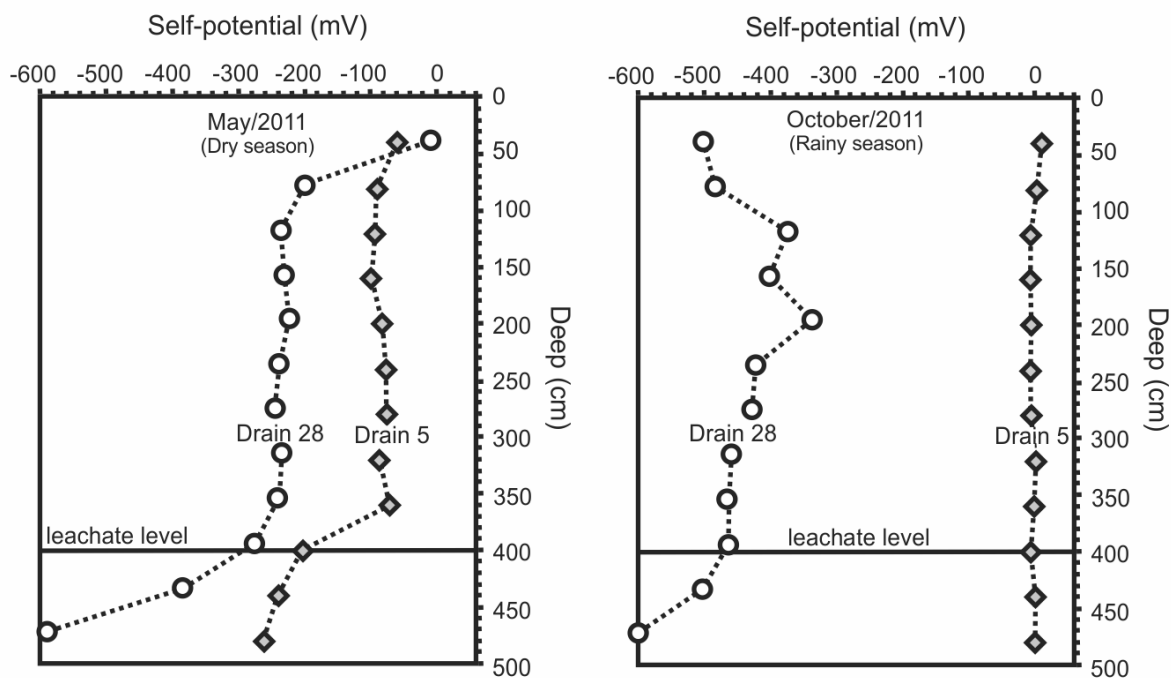 Self-potential (mV)
-600 -500 -400 -300 -200 -100 0
May/2011
(Dry season)
0
50
100
150
200
250
300
350
400
450
500
Deep (cm)
Drain 28
Drain 5
leachate level
Self-potential (mV)
-600 -500 -400 -300 -200 -100 0
October/2011
(Rainy season)
0
50
100
150
200
250
300
350
400
450
500
Deep (cm)
Drain 28
Drain 5
leachate level